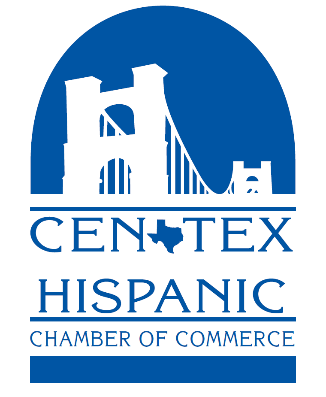 CEN TEX
HISPANIC
CHAMBER OF COMMERCE